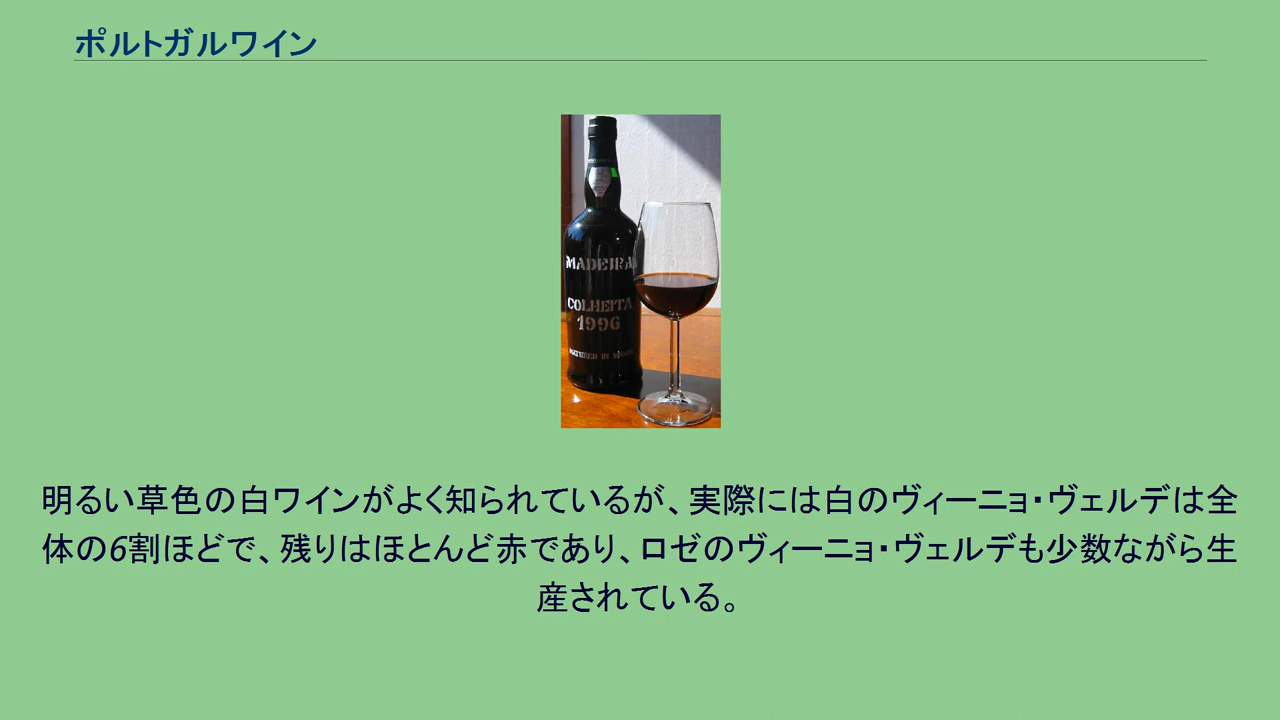 ポルトガルワイン
MADEIRA
COLHEITA
1996
MATURED IN WOOD
明るい草色の白ワインがよく知られているが、実際には白のヴィーニョ・ヴェルデは全
体の6割ほどで、残りはほとんど赤であり、ロゼのヴィーニョ・ヴェルデも少数ながら生
産されている。